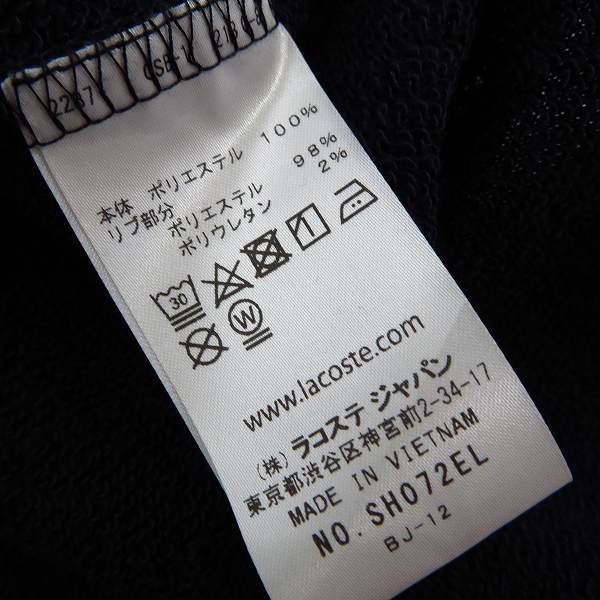 本体 ポリエステル 100%
リブ部分 ポリエステル 98%
ポリウレタン 2%
30
W
www.lacoste.com
(株) ラコステ ジャパン
東京都渋谷区神宮前2-34-17
MADE IN VIETNAM
NO. SH072EL
BJ-12